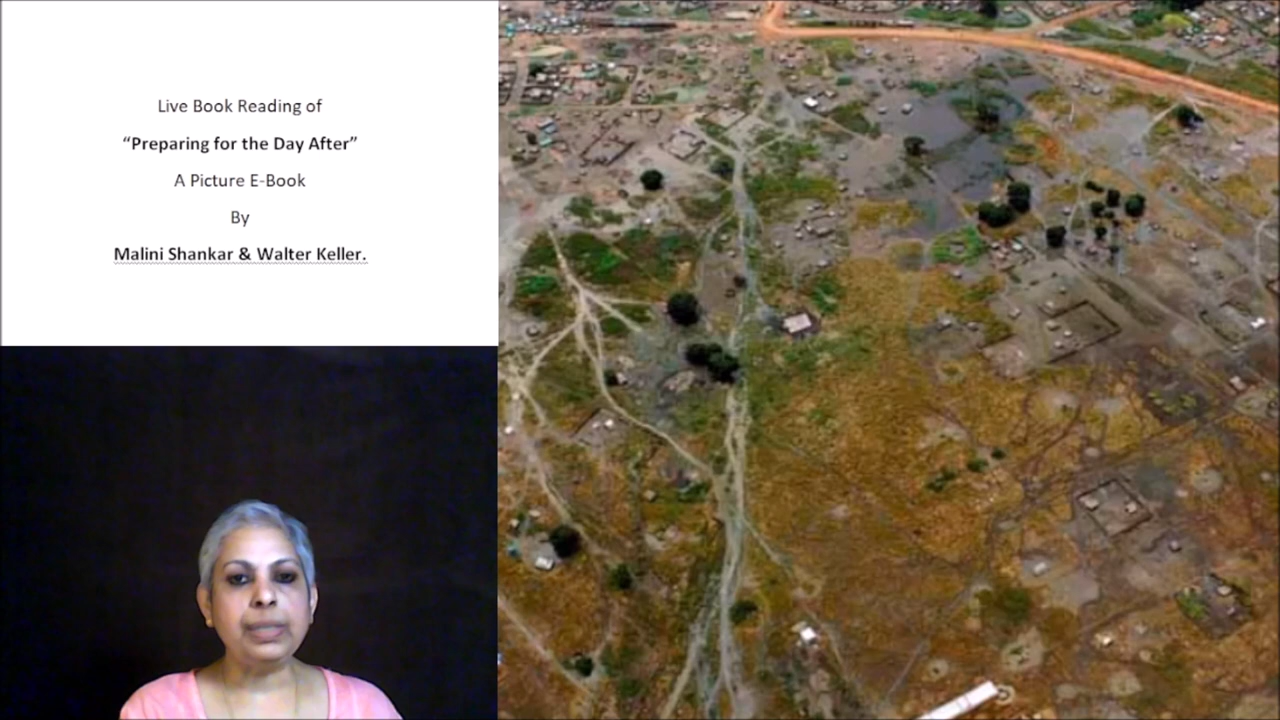 Live Book Reading of
“Preparing for the Day After”
A Picture E-Book
By
Malini Shankar & Walter Keller.